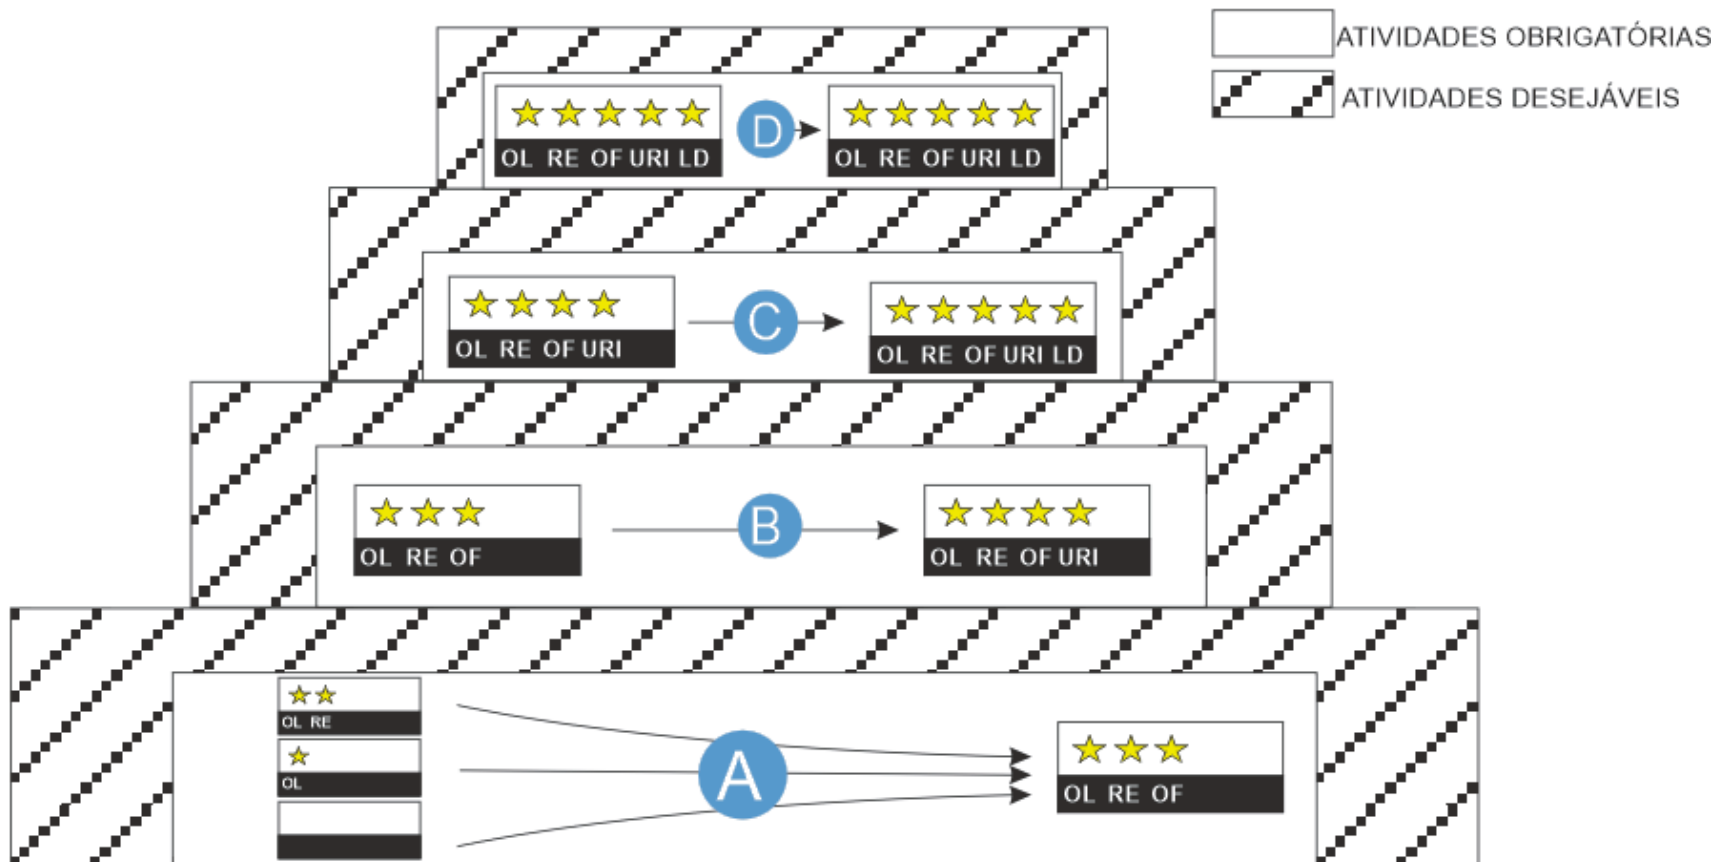 ATIVIDADES OBRIGATÓRIAS
ATIVIDADES DESEJÁVEIS
OL RE OF URI LD
D
OL RE OF URI LD
OL RE OF URI
C
OL RE OF URI LD
OL RE OF
B
OL RE OF URI
OL RE
OL
A
OL RE OF